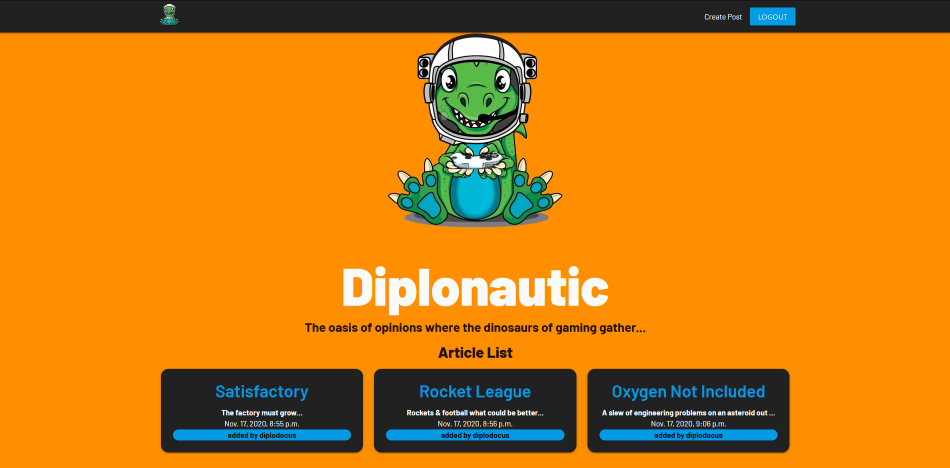 Create Post
LOGOUT
Diplonautic
The oasis of opinions where the dinosaurs of gaming gather...
Article List
Satisfactory
The factory must grow...
Nov. 17, 2020, 8:55 p.m.
added by diplodocus
Rocket League
Rockets & football what could be better...
Nov. 17, 2020, 8:56 p.m.
added by diplodocus
Oxygen Not Included
A slew of engineering problems on an asteroid out ...
Nov. 17, 2020, 9:06 p.m.
added by diplodocus